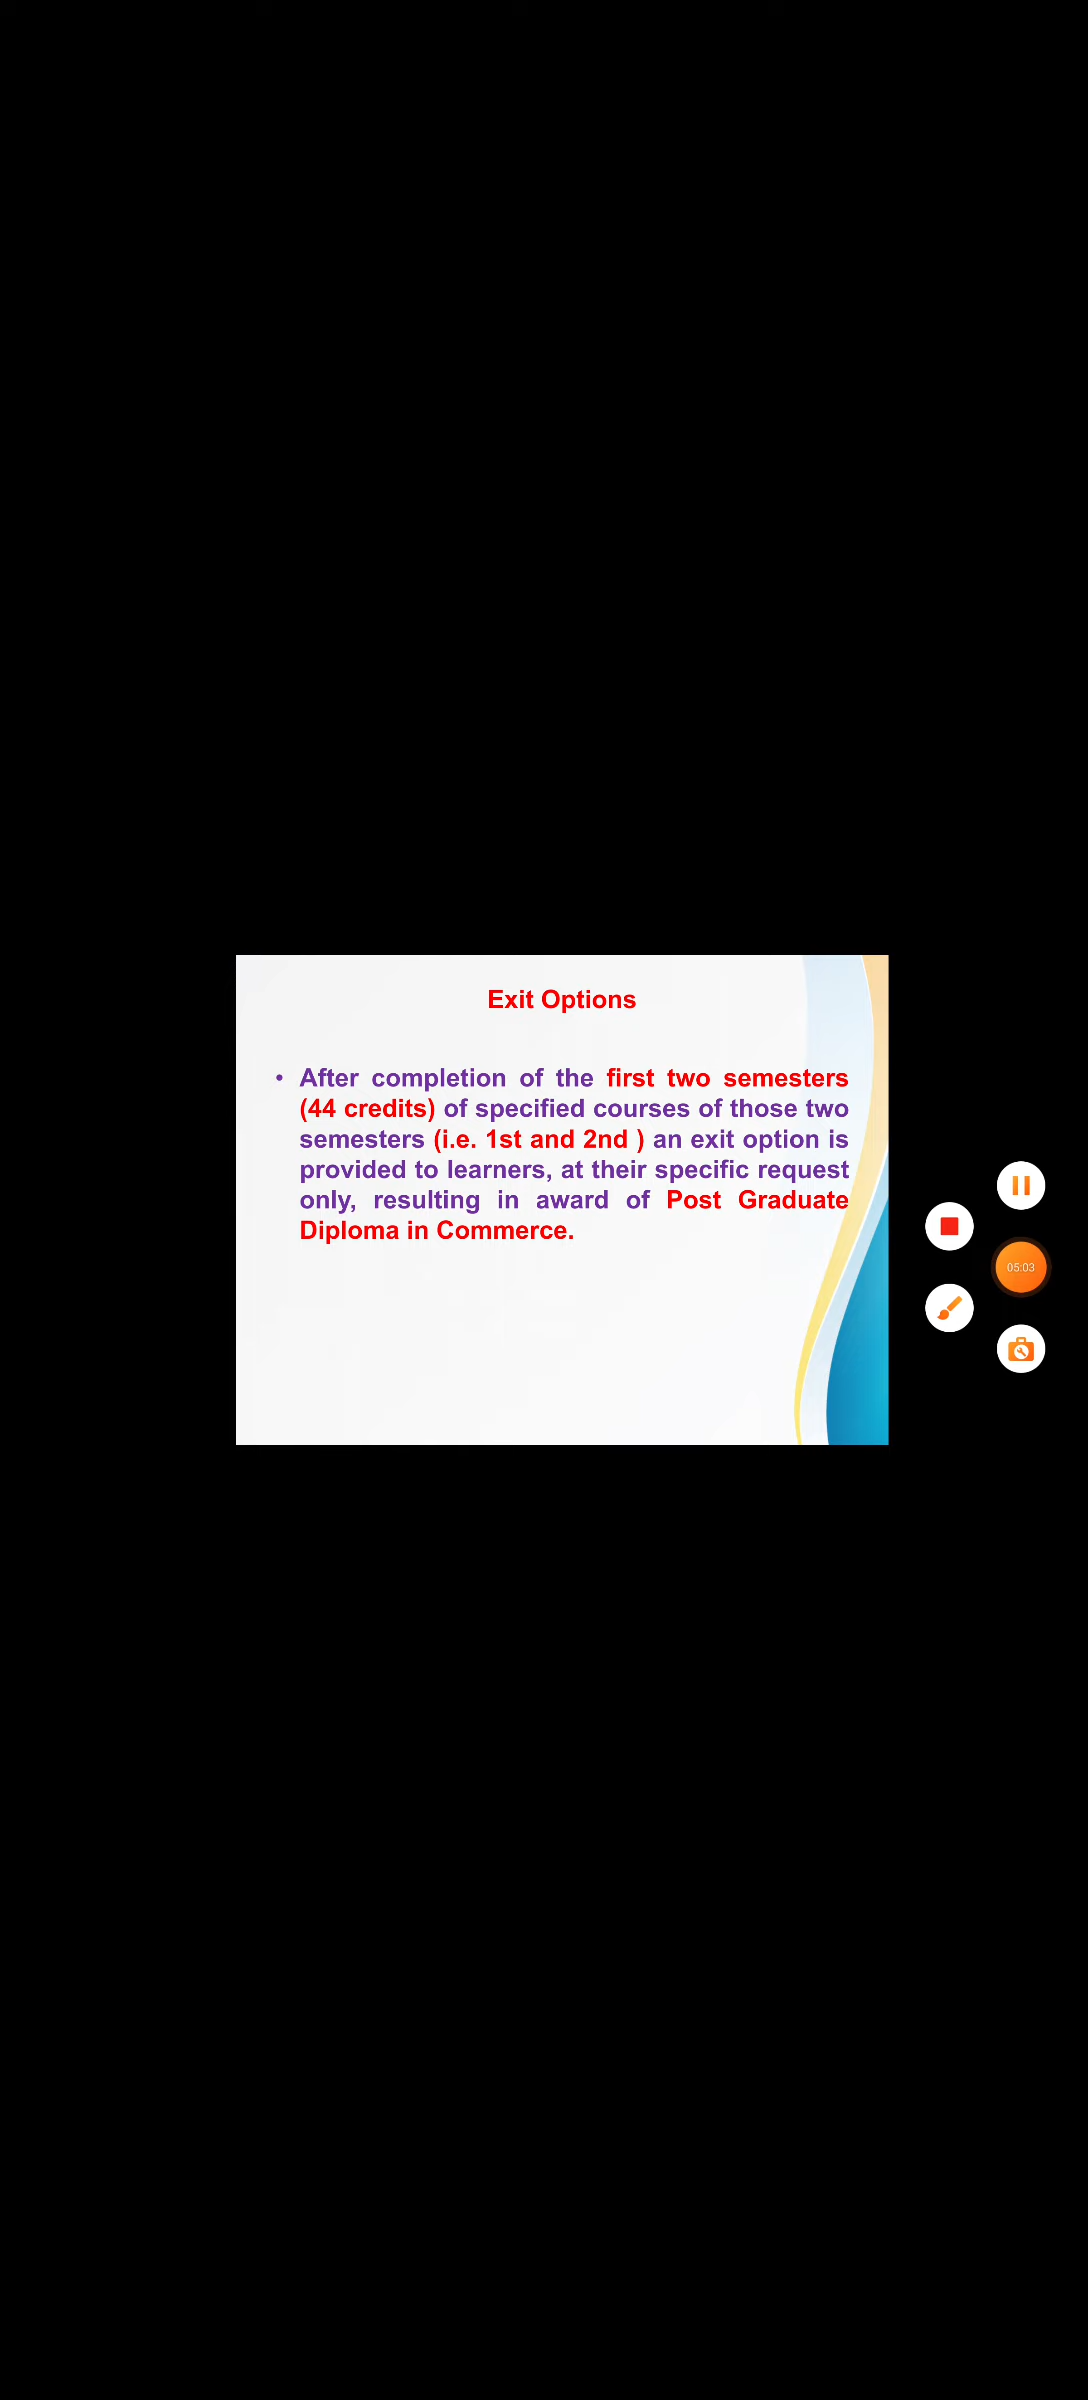 Exit Options
• After completion of the first two semesters
(44 credits) of specified courses of those two
semesters (i.e. 1st and 2nd ) an exit option is
provided to learners, at their specific request
only, resulting in award of Post Graduate
Diploma in Commerce.
05:03